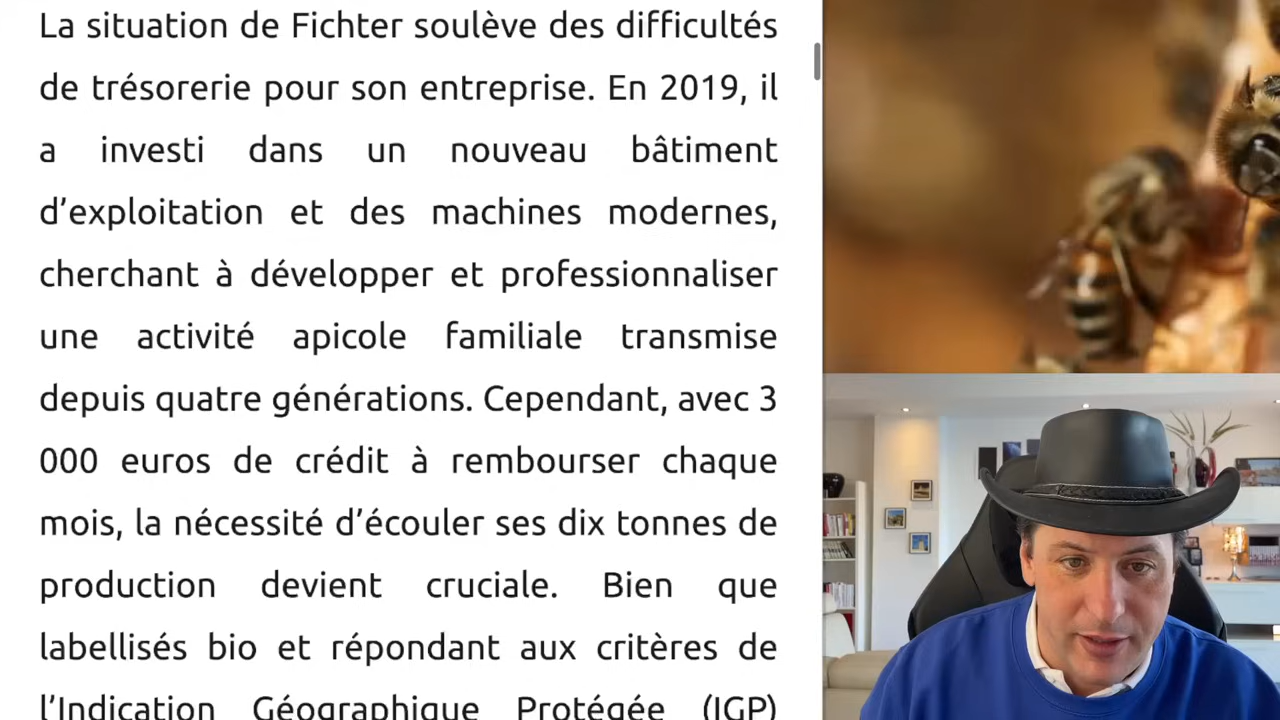 La situation de Fichter soulève des difficultés
de trésorerie pour son entreprise. En 2019, il
a investi dans un nouveau bâtiment
d’exploitation et des machines modernes,
cherchant à développer et professionnaliser
une activité apicole familiale transmise
depuis quatre générations. Cependant, avec 3
000 euros de crédit à rembourser chaque
mois, la nécessité d’écouler ses dix tonnes de
production devient cruciale. Bien que
labellisés bio et répondant aux critères de
l’Indication Géographique Protégée (IGP)